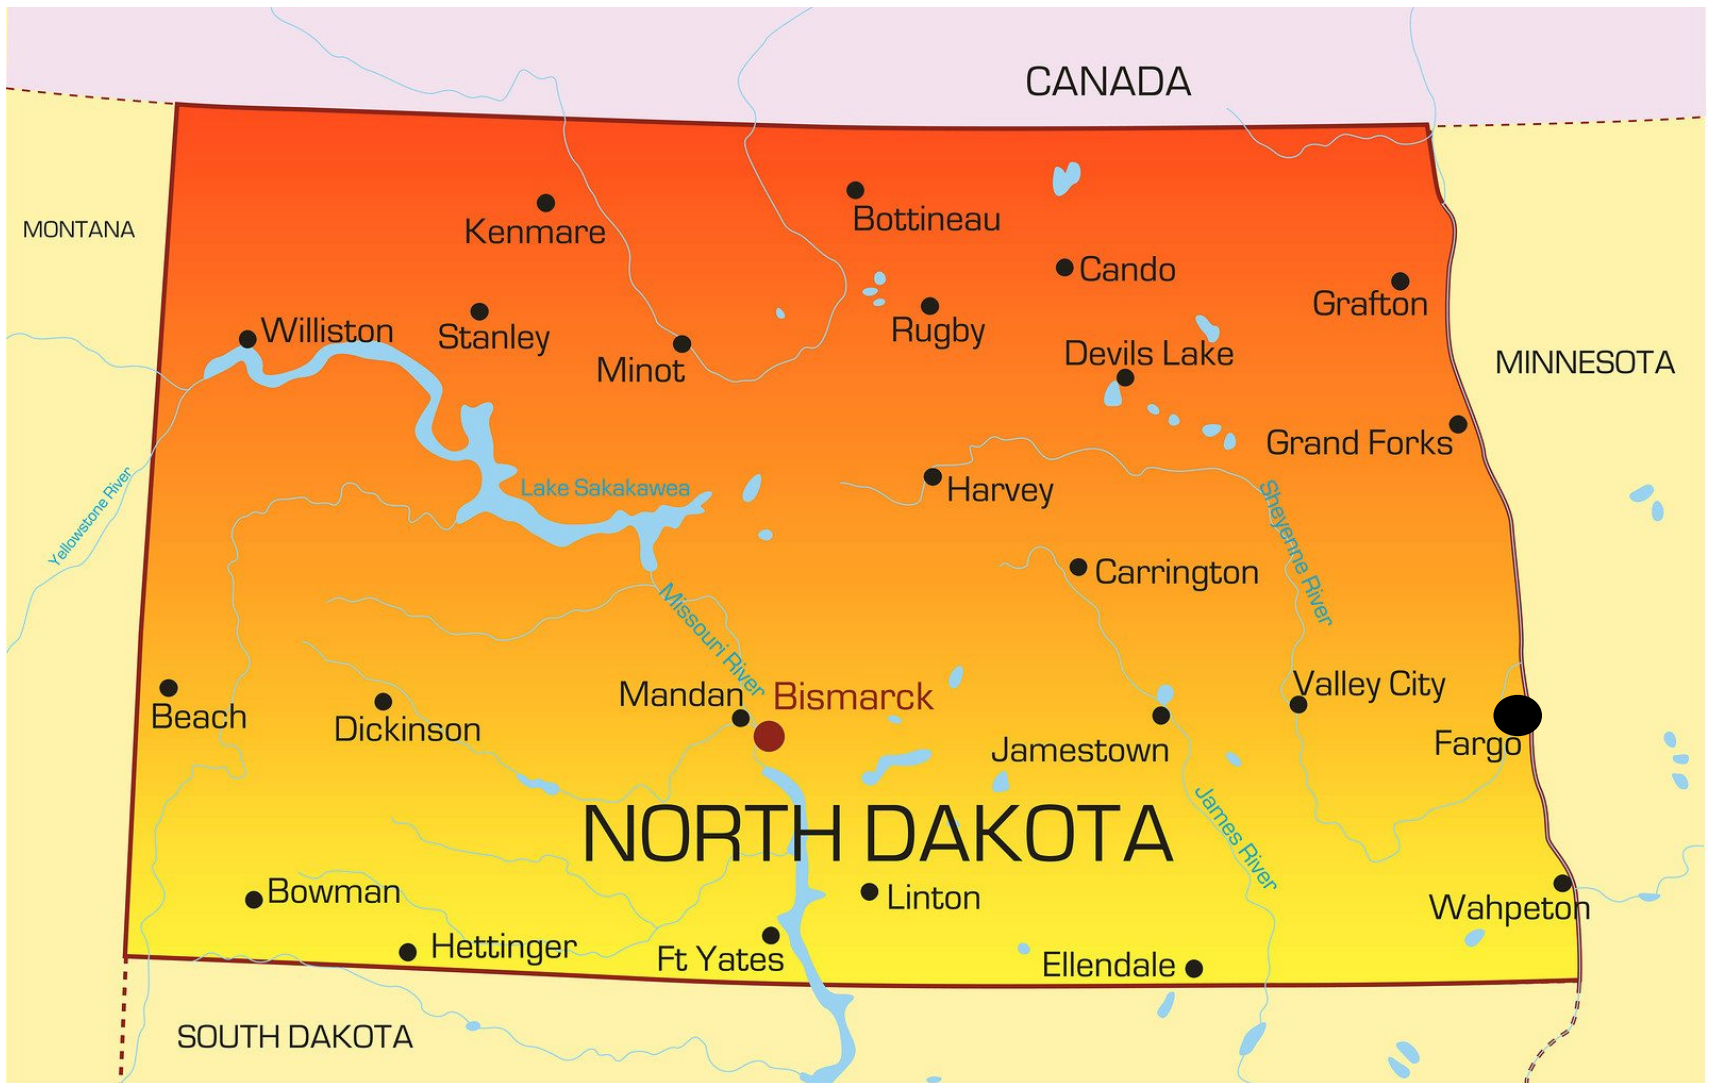 CANADA
MONTANA
Kenmare
Bottineau
Cando
Grafton
Williston
Stanley
Rugby
Minot
Devils Lake
MINNESOTA
Grand Forks
Yellowstone River
Lake Sakakawea
Harvey
Sheyenne River
Carrington
Missouri River
Beach
Dickinson
Mandan
Bismarck
Valley City
Jamestown
Fargo
NORTH DAKOTA
James River
Bowman
Linton
Wahpeton
Hettinger
Ft Yates
Ellendale
SOUTH DAKOTA